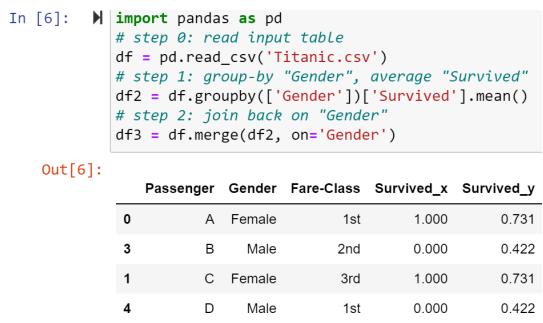 In [6]:
import pandas as pd
# step 0: read input table
df = pd.read_csv('Titanic.csv')
# step 1: group-by "Gender", average "Survived"
df2 = df.groupby(['Gender'])['Survived'].mean()
# step 2: join back on "Gender"
df3 = df.merge(df2, on='Gender')
Out[6]:
Passenger Gender Fare-Class Survived_x Survived_y
0 A Female 1st 1.000 0.731
3 B Male 2nd 0.000 0.422
1 C Female 3rd 1.000 0.731
4 D Male 1st 0.000 0.422